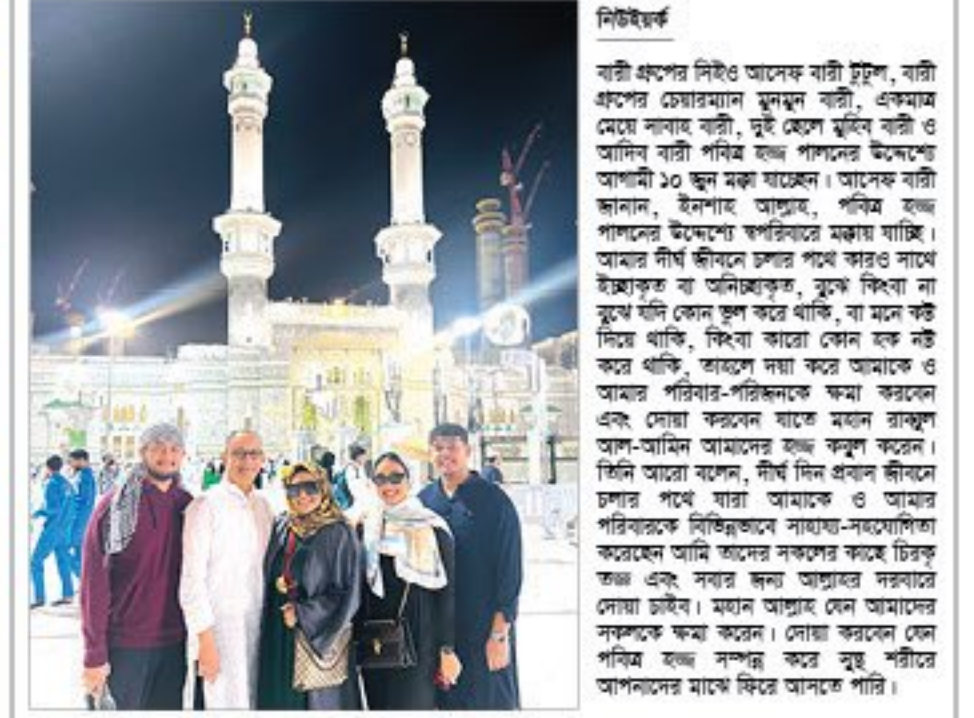 নিউইয়র্ক
বারী গ্রুপের সিইও আসেফ বারী টুটুল, বারী
গ্রুপের চেয়ারম্যান মুনমুন বারী, একমাত্র
মেয়ে সাবাহ বারী, দুই ছেলে মুহিব বারী ও
আদিব বারী পবিত্র হজ্জ পালনের উদ্দেশ্যে
আগামী ১০ জুন মক্কা যাচ্ছেন। আসেফ বারী
জানান, ইনশাহ আল্লাহ, পবিত্র হজ্জ
পালনের উদ্দেশ্যে স্বপরিবারে মক্কায় যাচ্ছি।
আমার দীর্ঘ জীবনে চলার পথে কারও সাথে
ইচ্ছাকৃত বা অনিচ্ছাকৃত, বুঝে কিংবা না
বুঝে যদি কোন ভুল করে থাকি, বা মনে কষ্ট
দিয়ে থাকি, কিংবা কারো কোন হক নষ্ট
করে থাকি, তাহলে দয়া করে আমাকে ও
আমার পরিবার-পরিজনকে ক্ষমা করবেন
এবং দোয়া করবেন যাতে মহান রাব্বুল
আল-আমিন আমাদের হজ্জ কবুল করেন।
তিনি আরো বলেন, দীর্ঘ দিন প্রবাস জীবনে
চলার পথে যারা আমাকে ও আমার
পরিবারকে বিভিন্নভাবে সাহায্য-সহযোগিতা
করেছেন আমি তাদের সকলের কাছে চিরকৃ
তজ্ঞ এবং সবার জন্য আল্লাহর দরবারে
দোয়া চাইব। মহান আল্লাহ যেন আমাদের
সকলকে ক্ষমা করেন। দোয়া করবেন যেন
পবিত্র হজ্জ সম্পন্ন করে সুস্থ শরীরে
আপনাদের মাঝে ফিরে আসতে পারি।